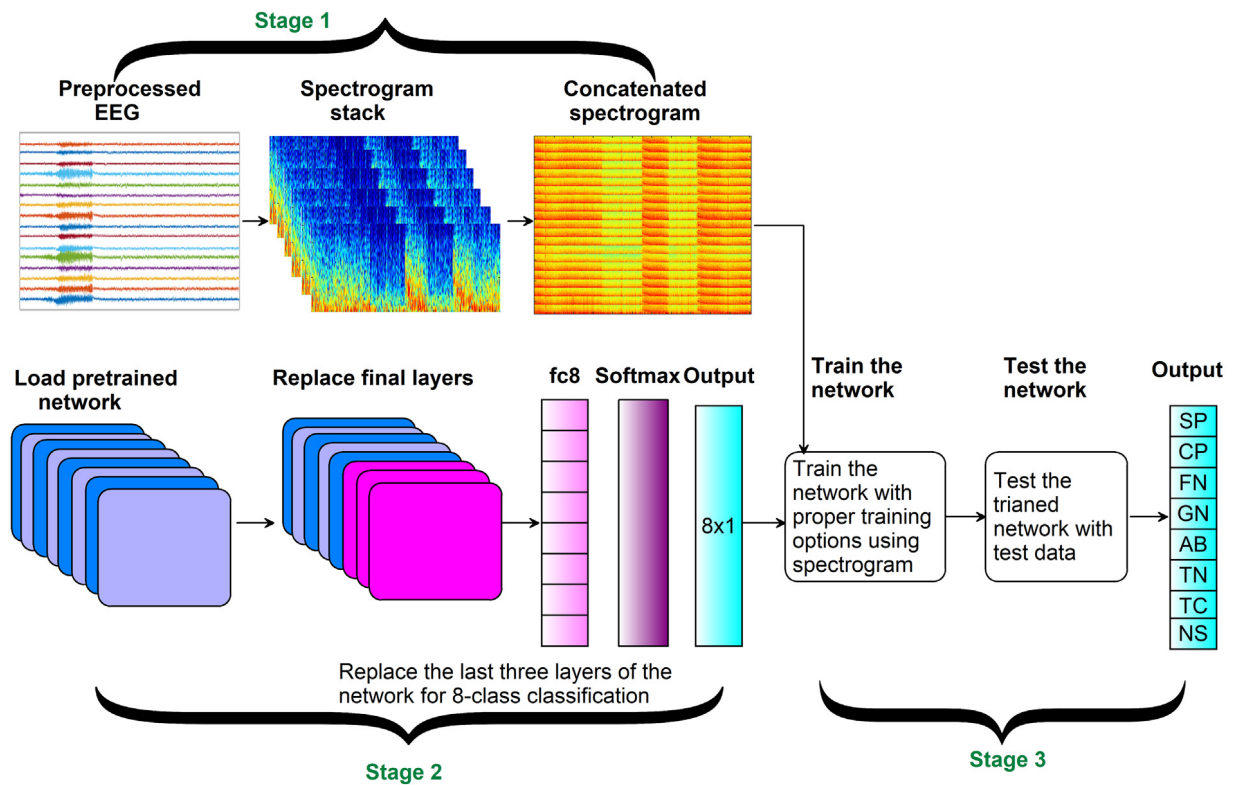 Stage 1
Preprocessed
EEG
Spectrogram
stack
Concatenated
spectrogram
Load pretrained
network
Replace final layers
fc8
Softmax
Output
8x1
Replace the last three layers of the
network for 8-class classification
Stage 2
Train the
network
Train the
network with
proper training
options using
spectrogram
Test the
network
Test the
trianed
network with
test data
Output
SP
CP
FN
GN
AB
TN
TC
NS
Stage 3